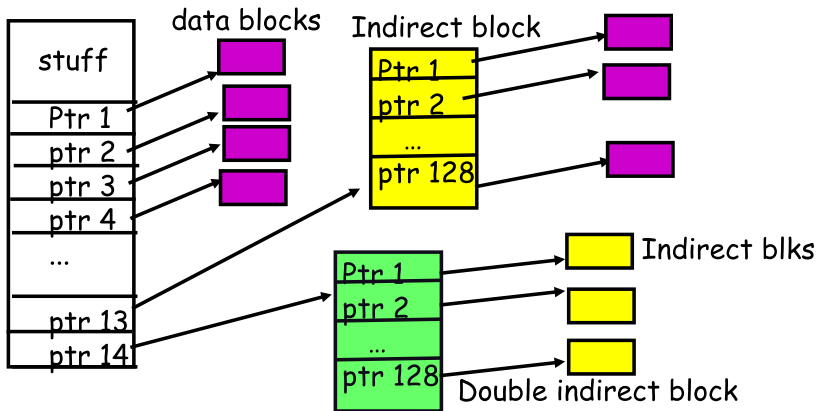 data blocks
stuff
Ptr 1
ptr 2
ptr 3
ptr 4
...
ptr 13
ptr 14
Indirect block
Ptr 1
ptr 2
...
ptr 128
Ptr 1
ptr 2
...
ptr 128
Indirect blks
Double indirect block